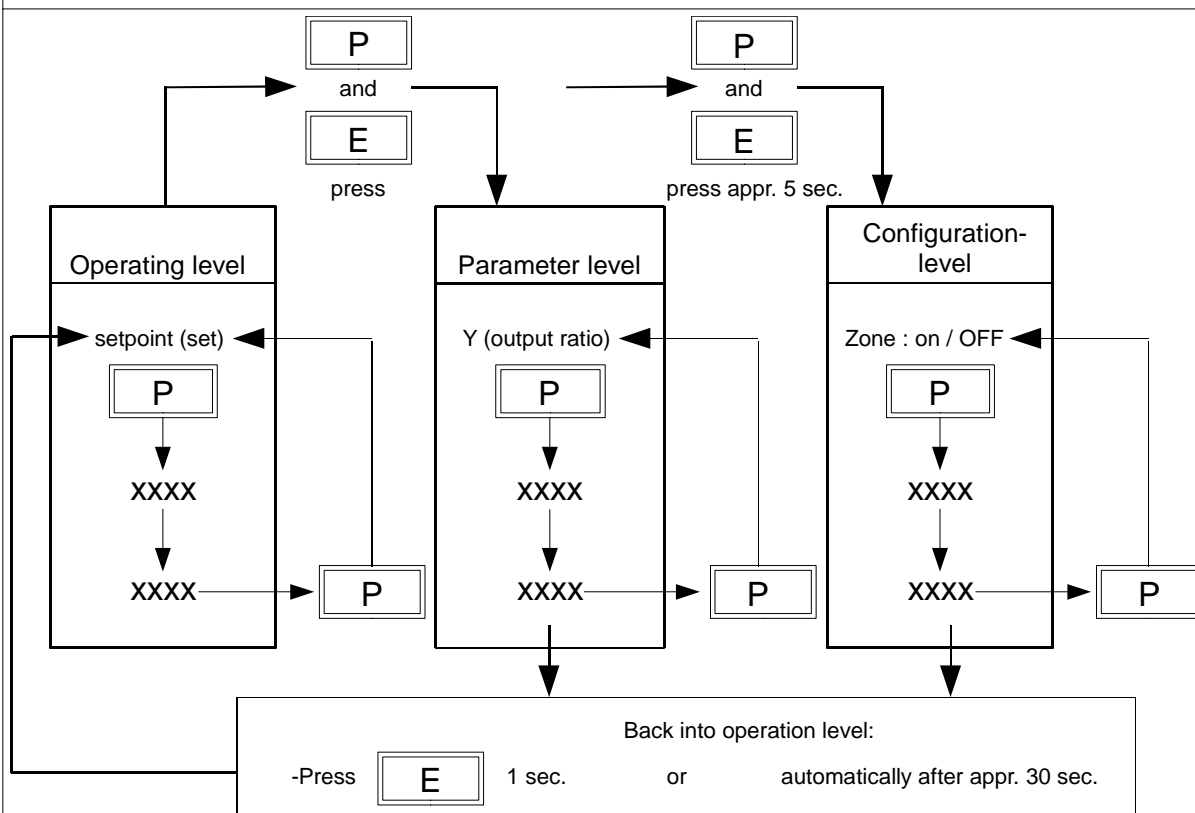 P
and
E
press
P
and
E
press appr. 5 sec.
Operating level
setpoint (set)
P
xxxx
xxxx
P
Parameter level
Y (output ratio)
P
xxxx
xxxx
P
Configuration-
level
Zone : on / OFF
P
xxxx
xxxx
P
Back into operation level:
-Press E 1 sec. or automatically after appr. 30 sec.